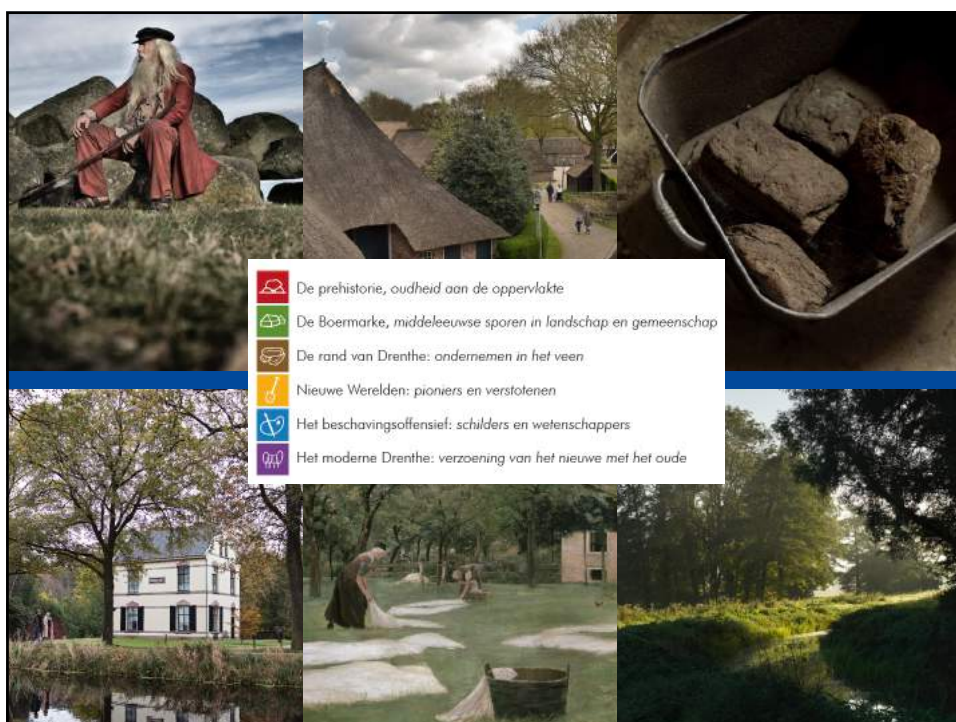 De prehistorie, oudheid aan de oppervlakte
De Boermarke, middeleeuwse sporen in landschap en gemeenschap
De rand van Drenthe: ondernemen in het veen
Nieuwe Werelden: pioniers en verstotenen
Het beschavingsoffensief: schilders en wetenschappers
Het moderne Drenthe: verzoening van het nieuwe met het oude